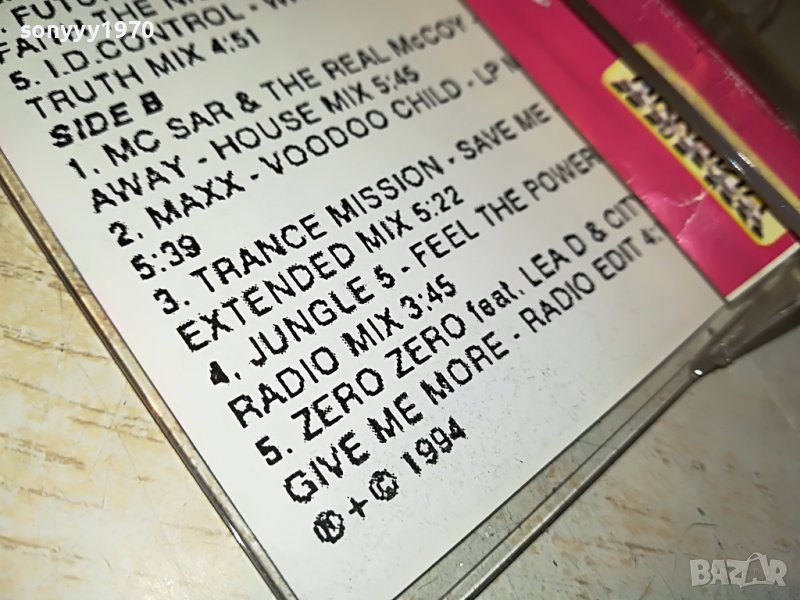 sonyyy1970
5. I.D.CONTROL -
TRUTH MIX 4:51
SIDE B
1. MC SAR & THE REAL McCOY -
AWAY - HOUSE MIX 5:45
2. MAXX - VOODOO CHILD - LP
5:39
3. TRANCE MISSION - SAVE ME -
EXTENDED MIX 5:22
4. JUNGLE 5 - FEEL THE POWER
RADIO MIX 3:45
5. ZERO ZERO feat. LEA D & CITY
GIVE ME MORE - RADIO EDIT 4:
℗ + © 1994
BAZAR